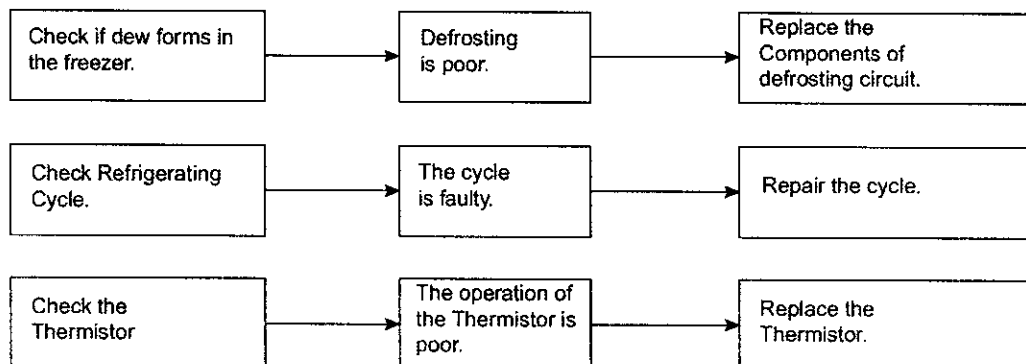 Check if dew forms in
the freezer.
Defrosting
is poor.
Replace the
Components of
defrosting circuit.
Check Refrigerating
Cycle.
The cycle
is faulty.
Repair the cycle.
Check the
Thermistor
The operation of
the Thermistor is
poor.
Replace the
Thermistor.